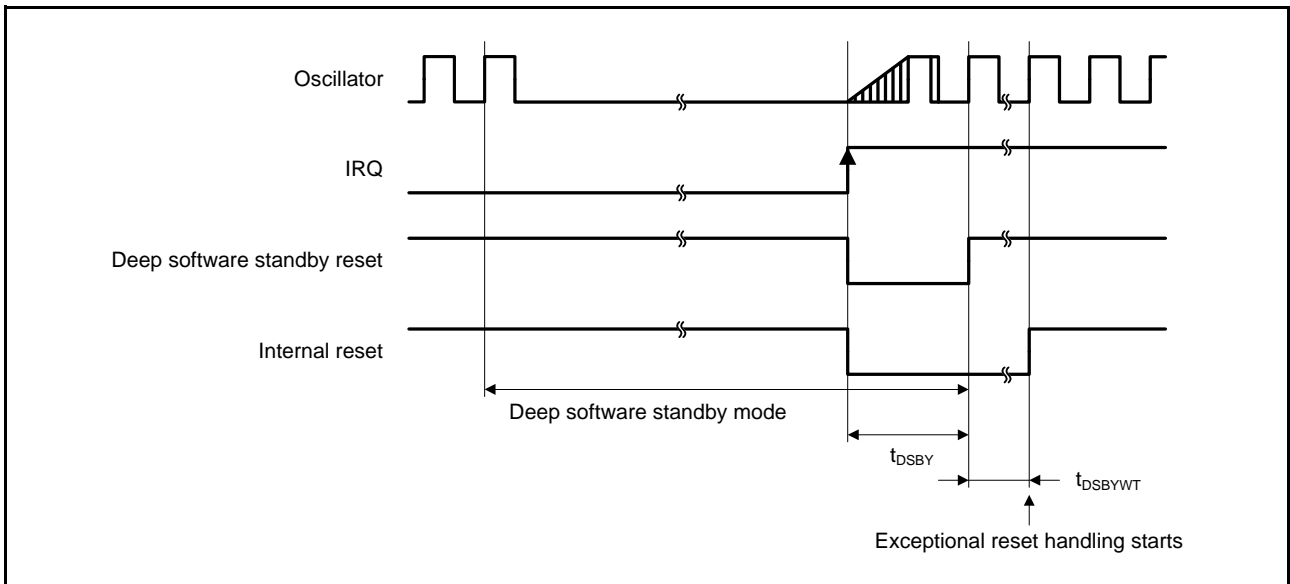 Oscillator
IRQ
Deep software standby reset
Internal reset
Deep software standby mode
tDSBY
tDSBYWT
Exceptional reset handling starts